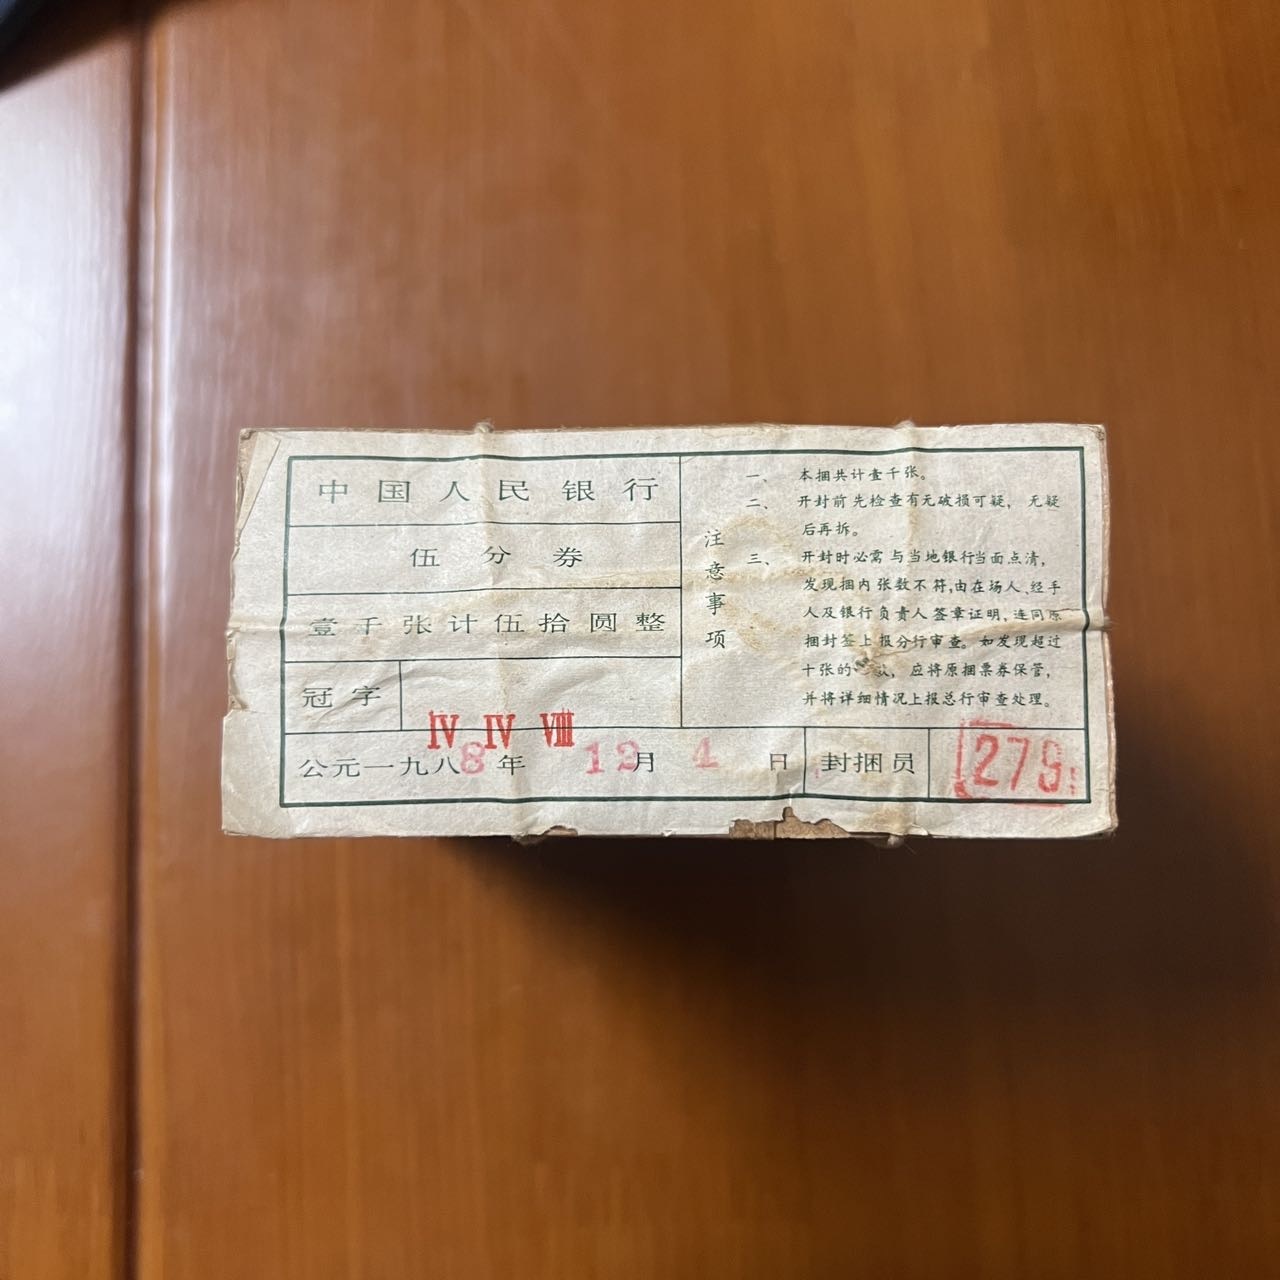 中国人民银行
伍分券
壹千张计伍拾圆整
冠字
IV IV VIII
公元一九八8年 12月 4日
封捆员
279
注意事项
一、本捆共计壹千张。
二、开封前先检查有无破损可疑，无疑
后再拆。
三、开封时必需与当地银行当面点清，
发现捆内张数不符,由在场人、经手
人及银行负责人签章证明，连同原
捆封签上报分行审查。如发现超过
十张的 款，应将原捆票券保管，
并将详细情况上报总行审查处理。